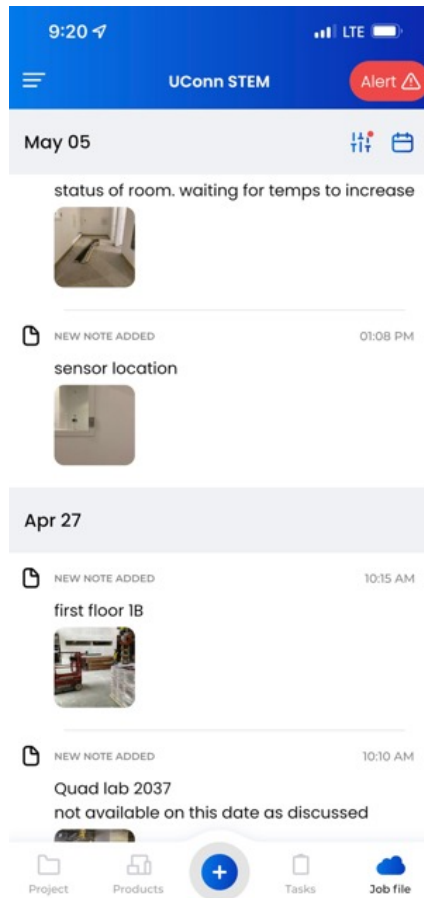 9:20 LTE
UConn STEM Alert
May 05
status of room. waiting for temps to increase
NEW NOTE ADDED 01:08 PM
sensor location
Apr 27
NEW NOTE ADDED 10:15 AM
first floor 1B
NEW NOTE ADDED 10:10 AM
Quad lab 2037
not available on this date as discussed
Project Products + Tasks Job file